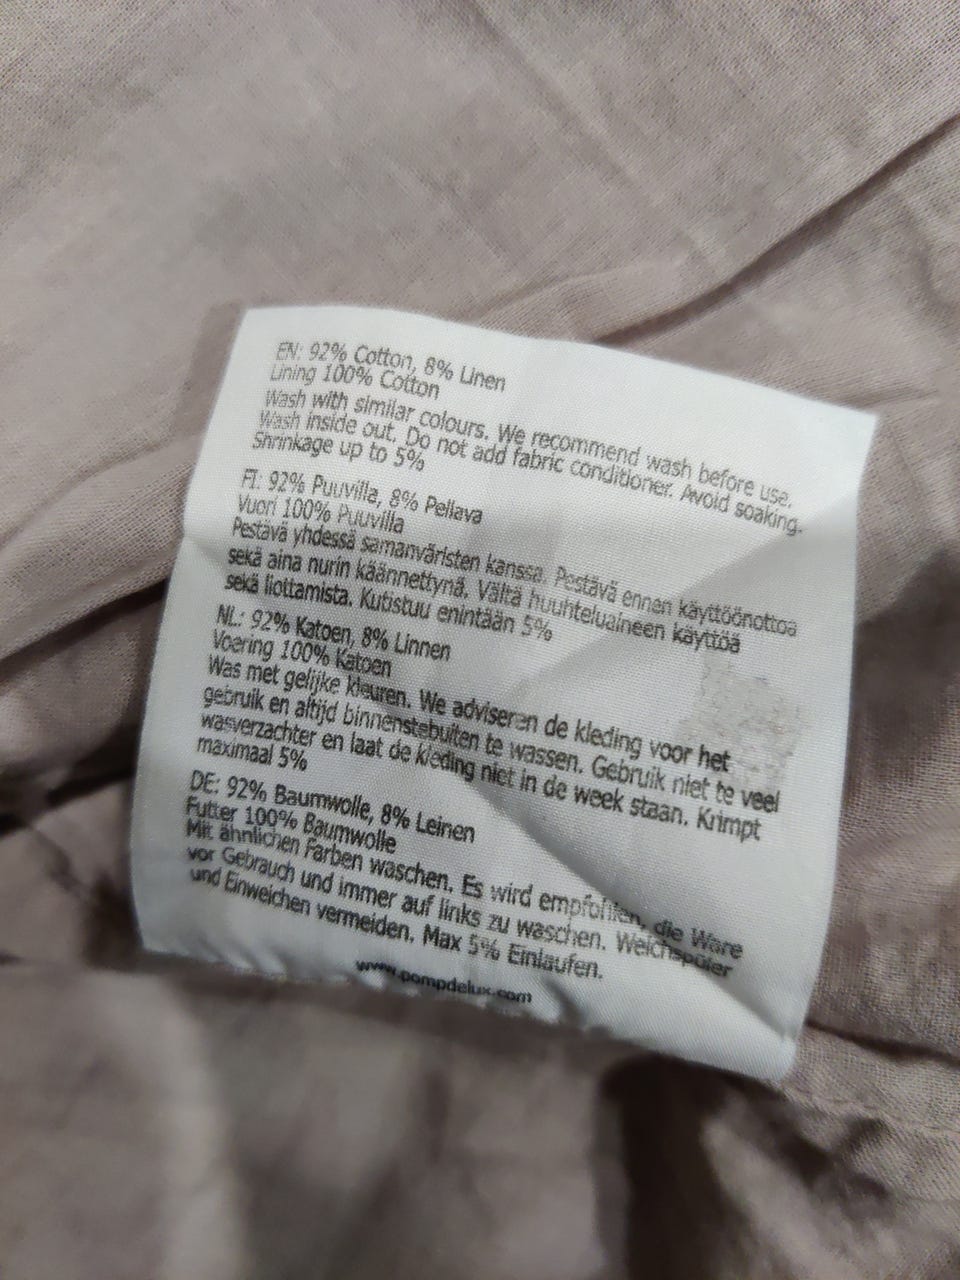 EN: 92% Cotton, 8% Linen
Lining 100% Cotton
Wash with similar colours. We recommend wash before use.
Wash inside out. Do not add fabric conditioner. Avoid soaking.
Shrinkage up to 5%
FI: 92% Puuvilla, 8% Pellava
Vuori 100% Puuvilla
Pestävä yhdessä samanväristen kanssa. Pestävä ennen käyttöönottoa
sekä aina nurin käännettynä. Vältä huuhteluaineen käyttöä
sekä liottamista. Kutistuu enintään 5%
NL: 92% Katoen, 8% Linnen
Voering 100% Katoen
Was met gelijke kleuren. We adviseren de kleding voor het
gebruik en altijd binnenstebuiten te wassen. Gebruik niet te veel
wasverzachter en laat de kleding niet in de week staan. Krimpt
maximaal 5%
DE: 92% Baumwolle, 8% Leinen
Futter 100% Baumwolle
Mit ähnlichen Farben waschen. Es wird empfohlen, die Ware
vor Gebrauch und immer auf links zu waschen. Weichspüler
und Einweichen vermeiden. Max 5% Einlaufen.
www.pompdelux.com